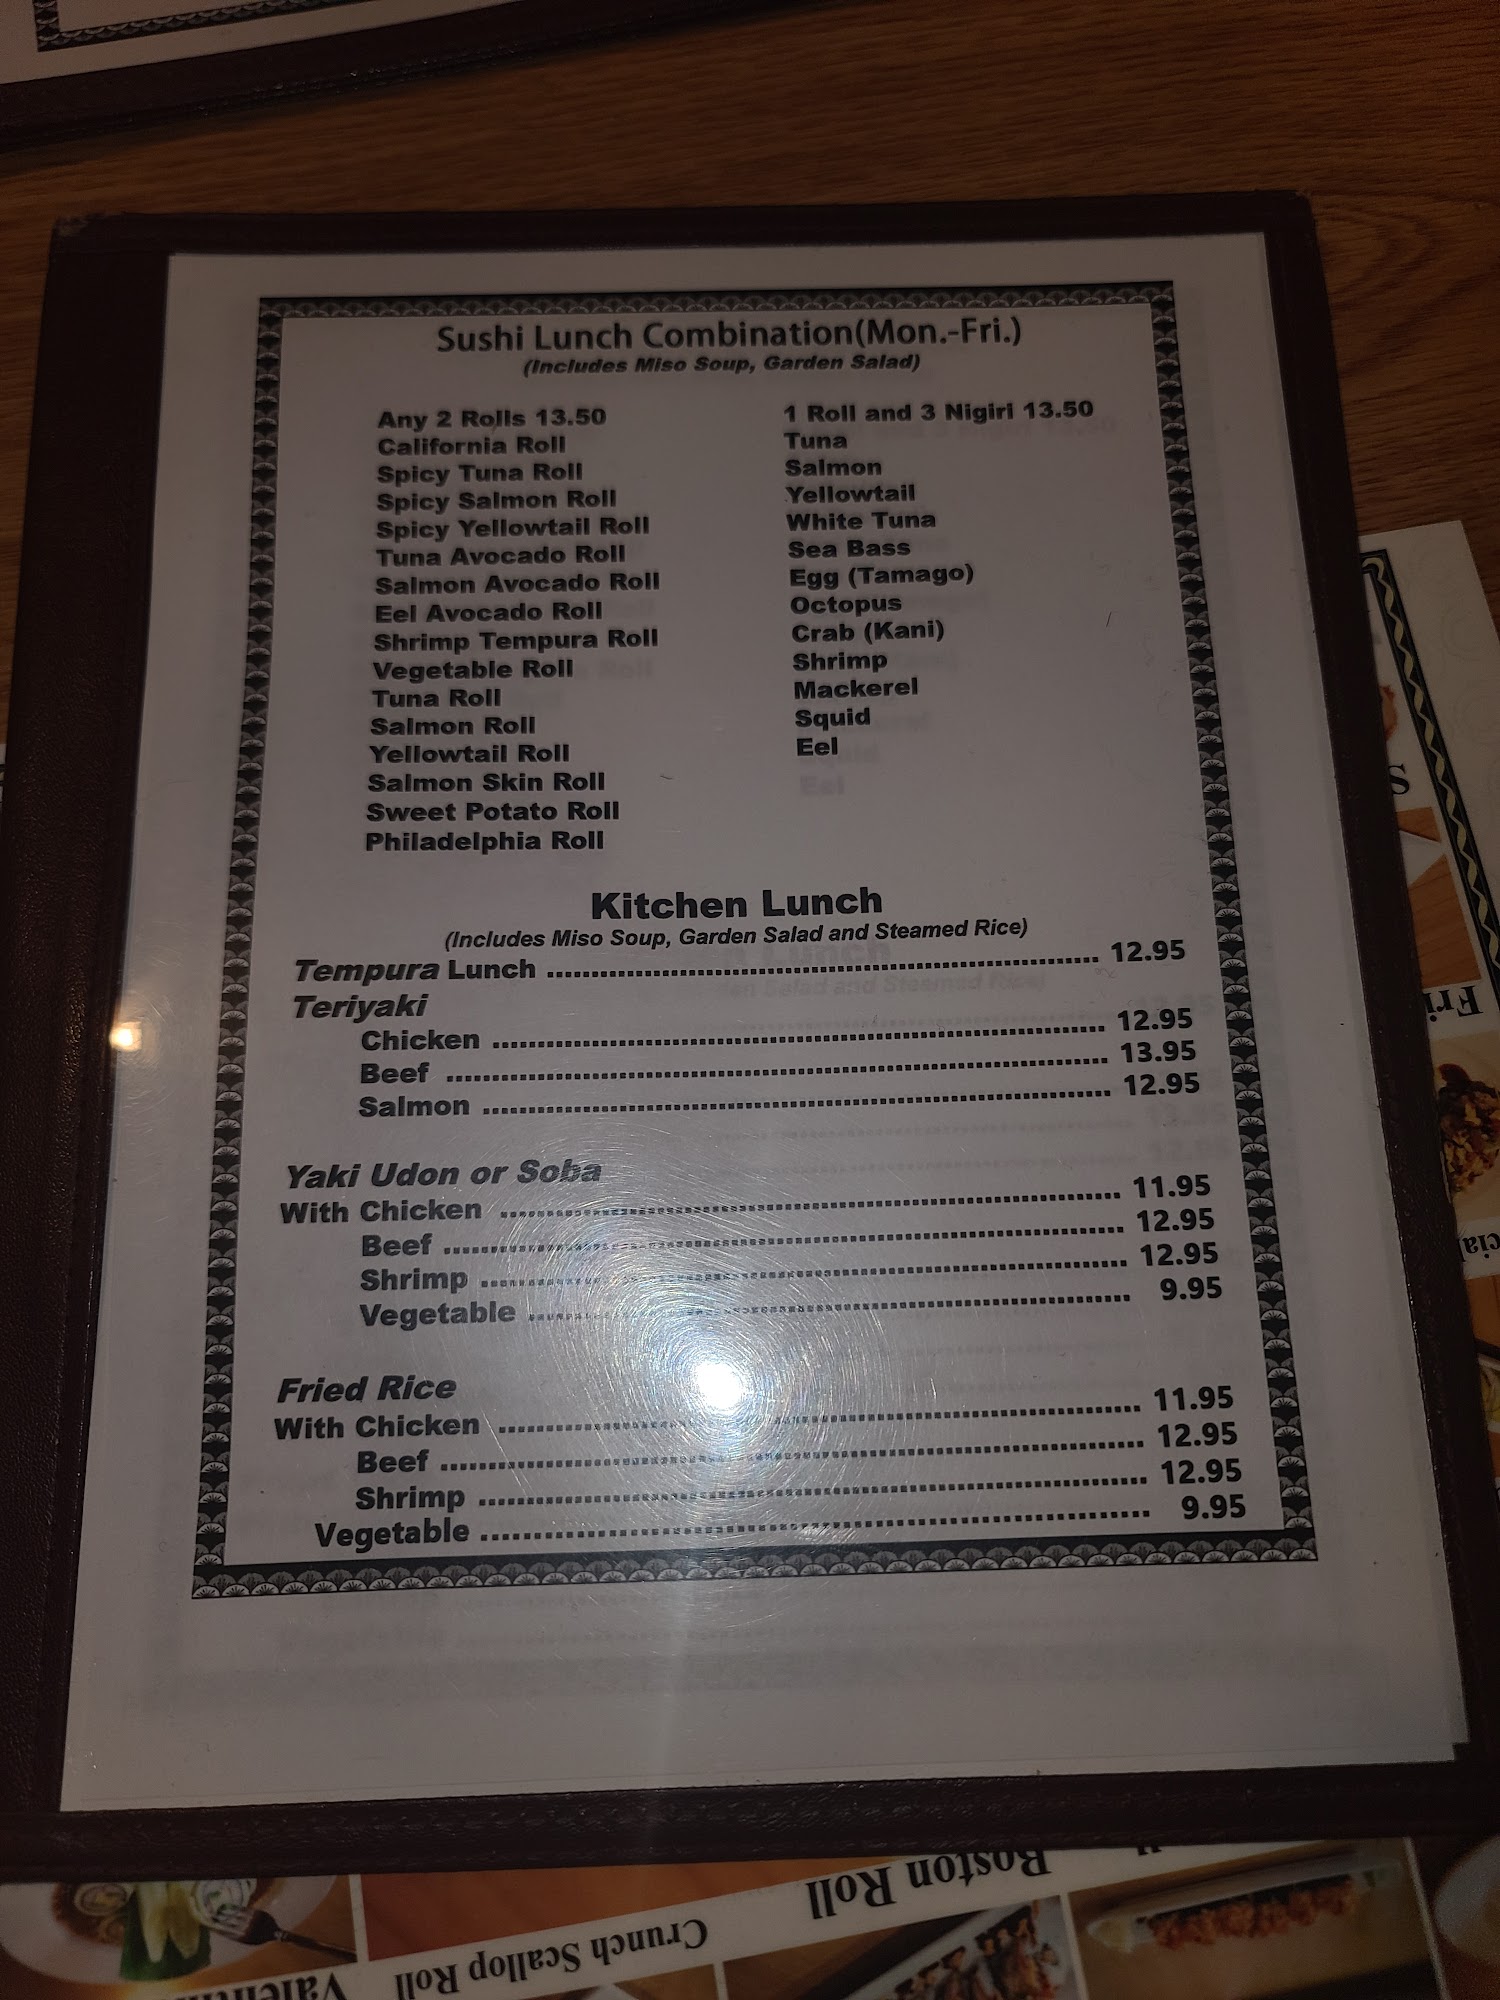 Sushi Lunch Combination(Mon.-Fri.)
(Includes Miso Soup, Garden Salad)
Any 2 Rolls 13.50
California Roll
Spicy Tuna Roll
Spicy Salmon Roll
Spicy Yellowtail Roll
Tuna Avocado Roll
Salmon Avocado Roll
Eel Avocado Roll
Shrimp Tempura Roll
Vegetable Roll
Tuna Roll
Salmon Roll
Yellowtail Roll
Salmon Skin Roll
Sweet Potato Roll
Philadelphia Roll
1 Roll and 3 Nigiri 13.50
Tuna
Salmon
Yellowtail
White Tuna
Sea Bass
Egg (Tamago)
Octopus
Crab (Kani)
Shrimp
Mackerel
Squid
Eel
Kitchen Lunch
(Includes Miso Soup, Garden Salad and Steamed Rice)
Tempura Lunch ........ 12.95
Teriyaki
Chicken ........ 12.95
Beef ........ 13.95
Salmon ........ 12.95
Yaki Udon or Soba
With Chicken ........ 11.95
Beef ........ 12.95
Shrimp ........ 12.95
Vegetable ........ 9.95
Fried Rice
With Chicken ........ 11.95
Beef ........ 12.95
Shrimp ........ 12.95
Vegetable ........ 9.95
Boston Roll
Crunch Scallop Roll